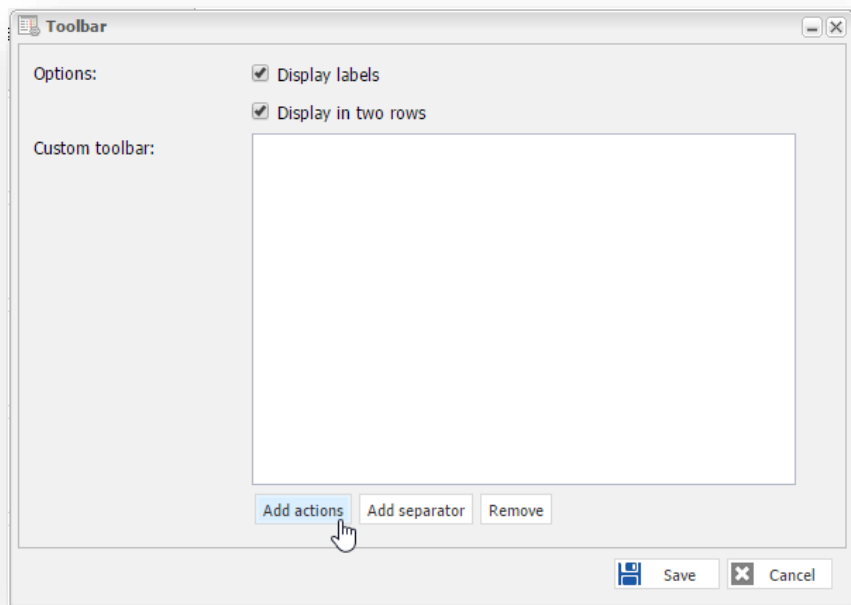 Toolbar
Options:
Display labels
Display in two rows
Custom toolbar:
Add actions
Add separator
Remove
Save
Cancel